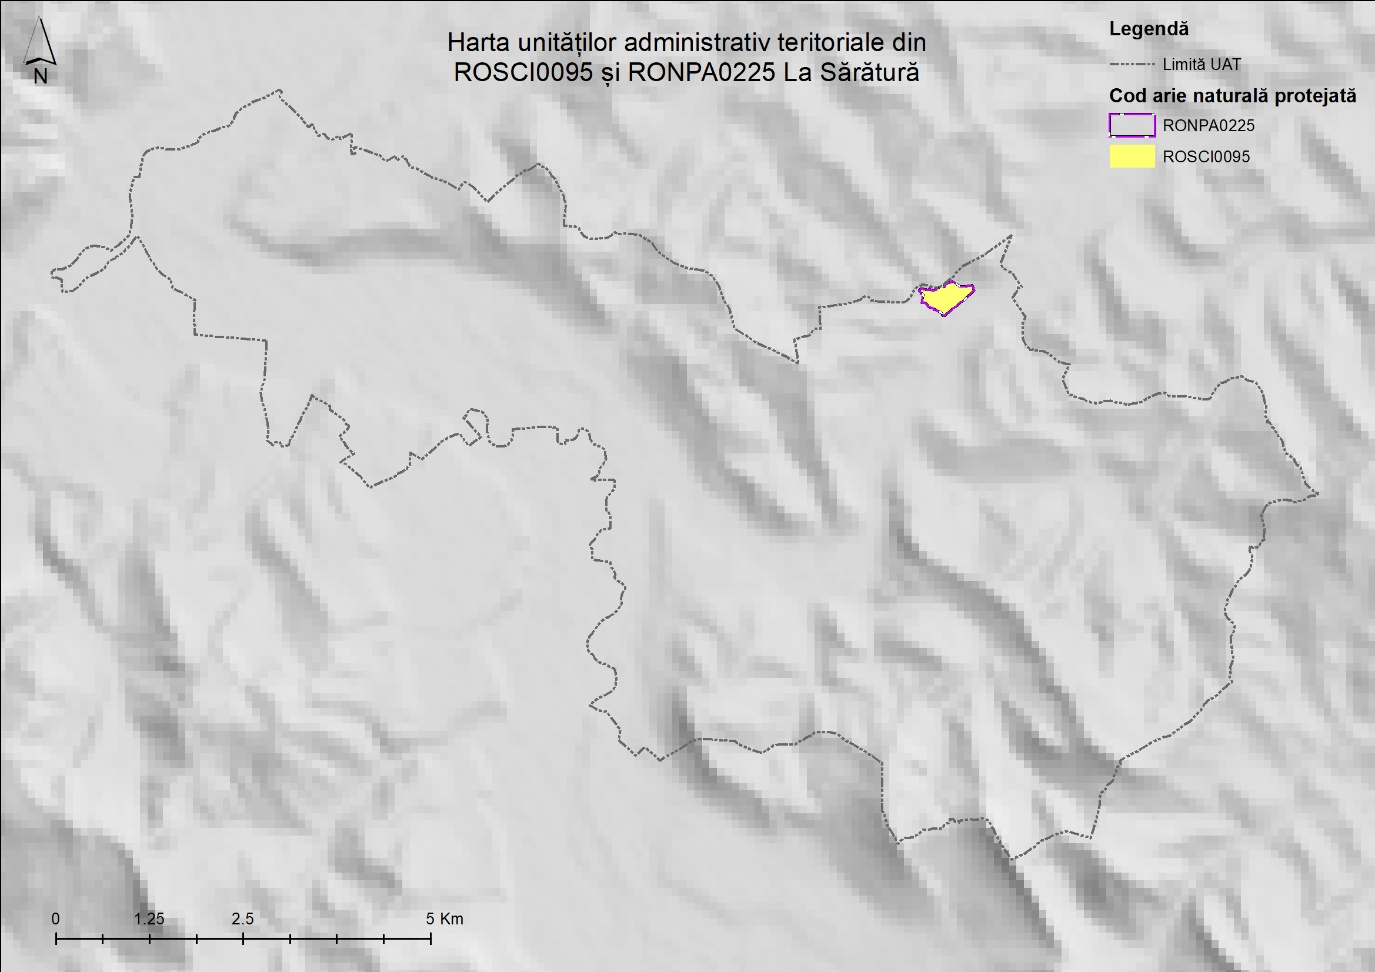 N
Harta unităților administrativ teritoriale din
ROSCI0095 și RONPA0225 La Sărătură
Legendă
Limită UAT
Cod arie naturală protejată
RONPA0225
ROSCI0095
0 1.25 2.5 5 Km